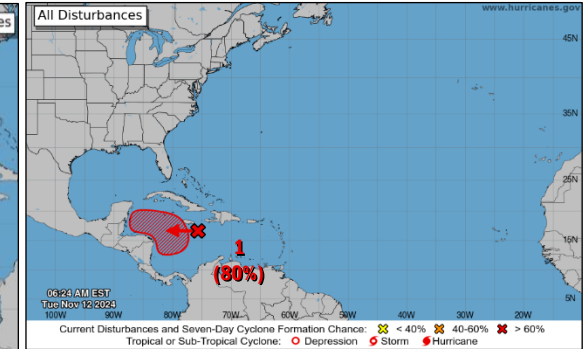 es
All Disturbances
www.hurricanes.gov
45N
35N
25N
15N
5N
1
(80%)
06:24 AM EST
Tue Nov 12 2024
100W 90W 80W 70W 60W 50W 40W 30W 20W
Current Disturbances and Seven-Day Cyclone Formation Chance: < 40% 40-60% > 60%
Tropical or Sub-Tropical Cyclone: Depression Storm Hurricane